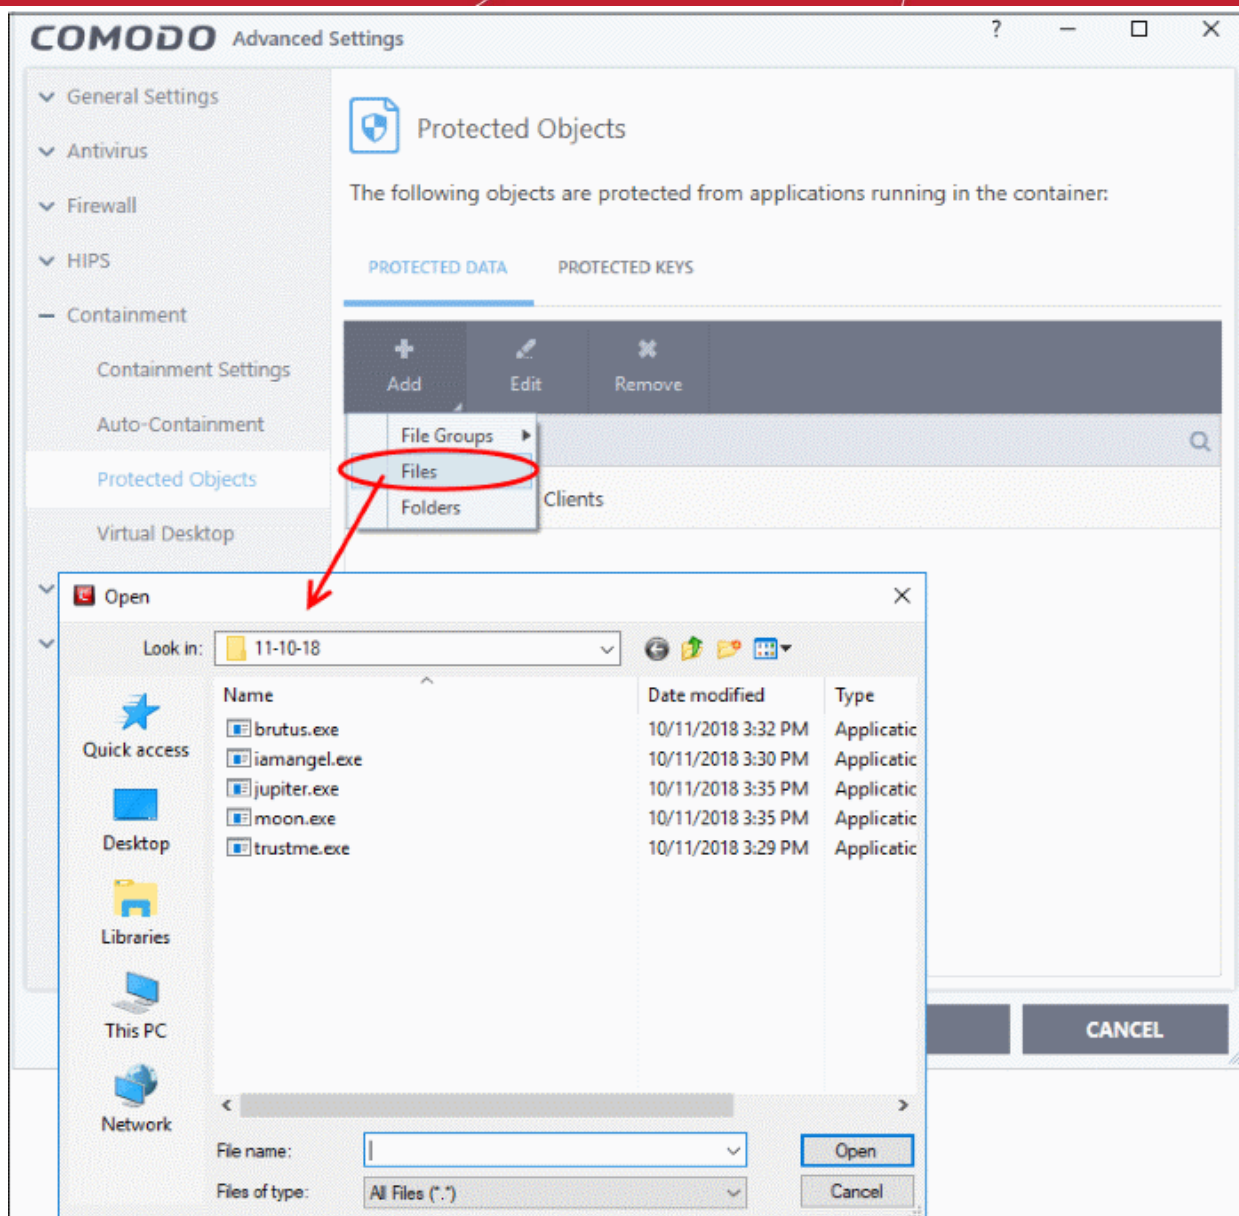 COMODO Advanced Settings ?
General Settings
Antivirus
Firewall
HIPS
Containment
Containment Settings
Auto-Containment
Protected Objects
Virtual Desktop
Protected Objects
The following objects are protected from applications running in the container:
PROTECTED DATA PROTECTED KEYS
Add Edit Remove
File Groups
Files
Folders
Clients
Open
Look in: 11-10-18
Name Date modified Type
brutus.exe 10/11/2018 3:32 PM Applicatic
iamangel.exe 10/11/2018 3:30 PM Applicatic
jupiter.exe 10/11/2018 3:35 PM Applicatic
moon.exe 10/11/2018 3:35 PM Applicatic
trustme.exe 10/11/2018 3:29 PM Applicatic
Quick access
Desktop
Libraries
This PC
Network
File name: Open
Files of type: All Files (*.*) Cancel
CANCEL